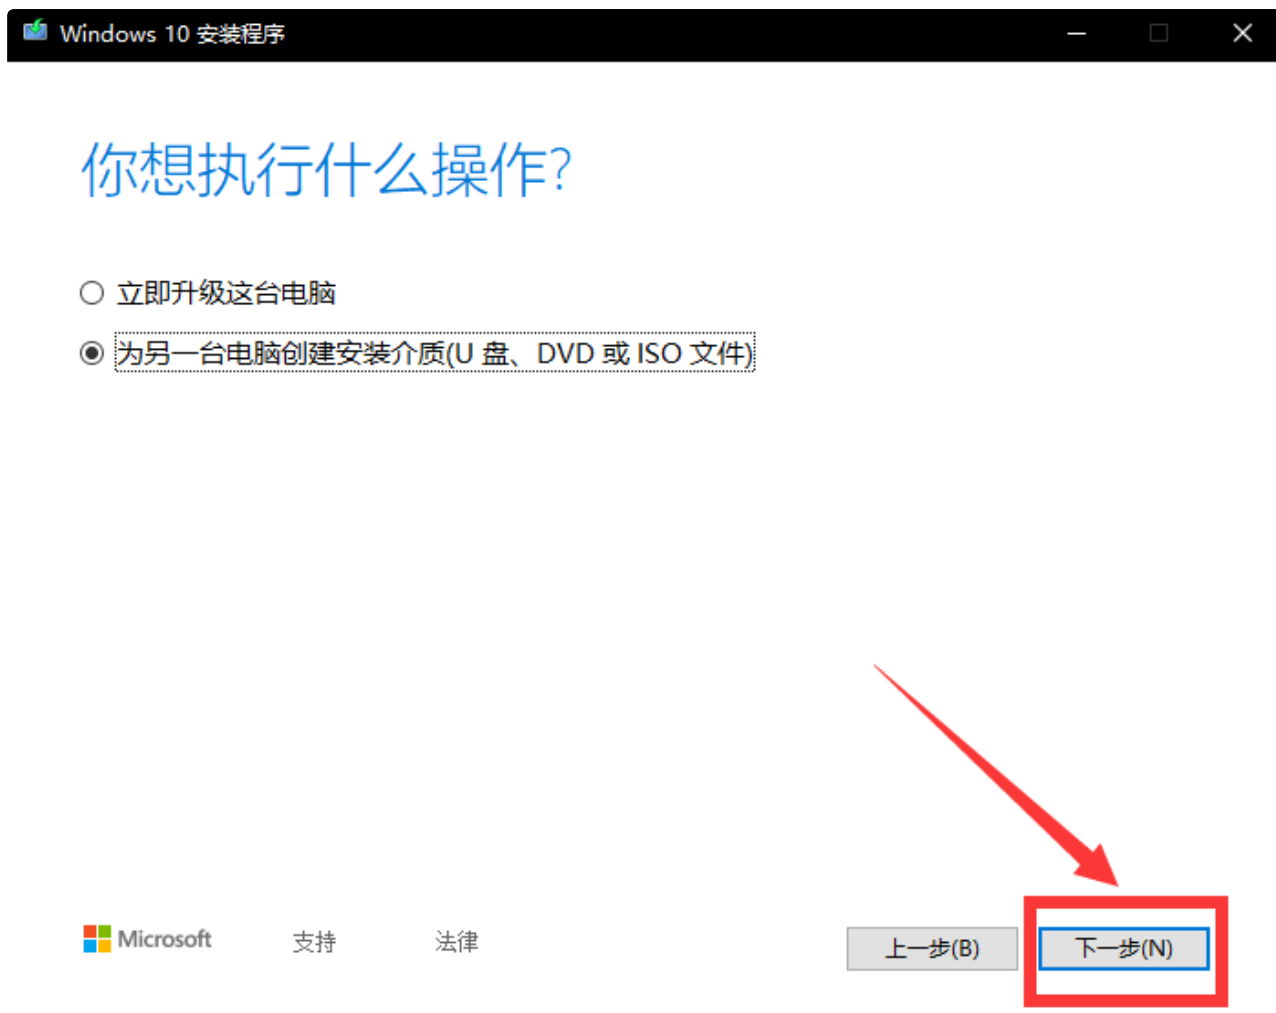 Windows 10 安装程序
你想执行什么操作?
立即升级这台电脑
为另一台电脑创建安装介质(U 盘、DVD 或 ISO 文件)
Microsoft 支持 法律 上一步(B) 下一步(N)